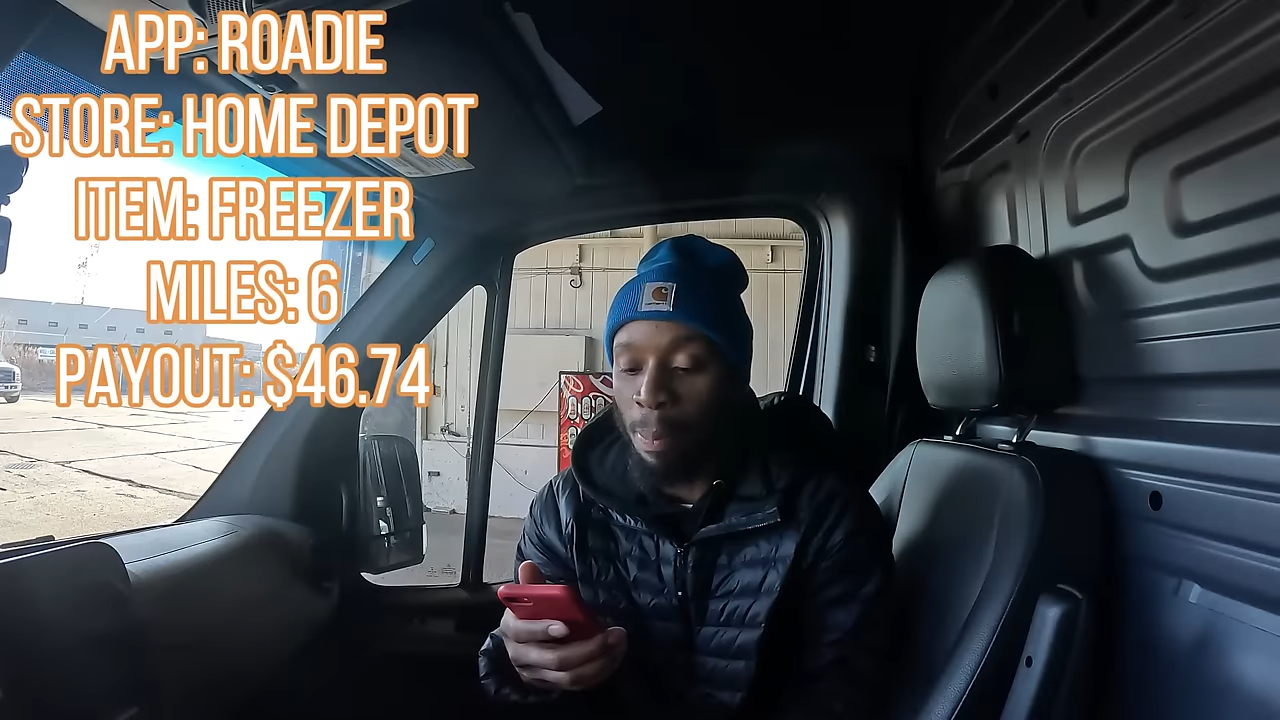 APP: ROADIE
STORE: HOME DEPOT
ITEM: FREEZER
MILES: 6
PAYOUT: $46.74